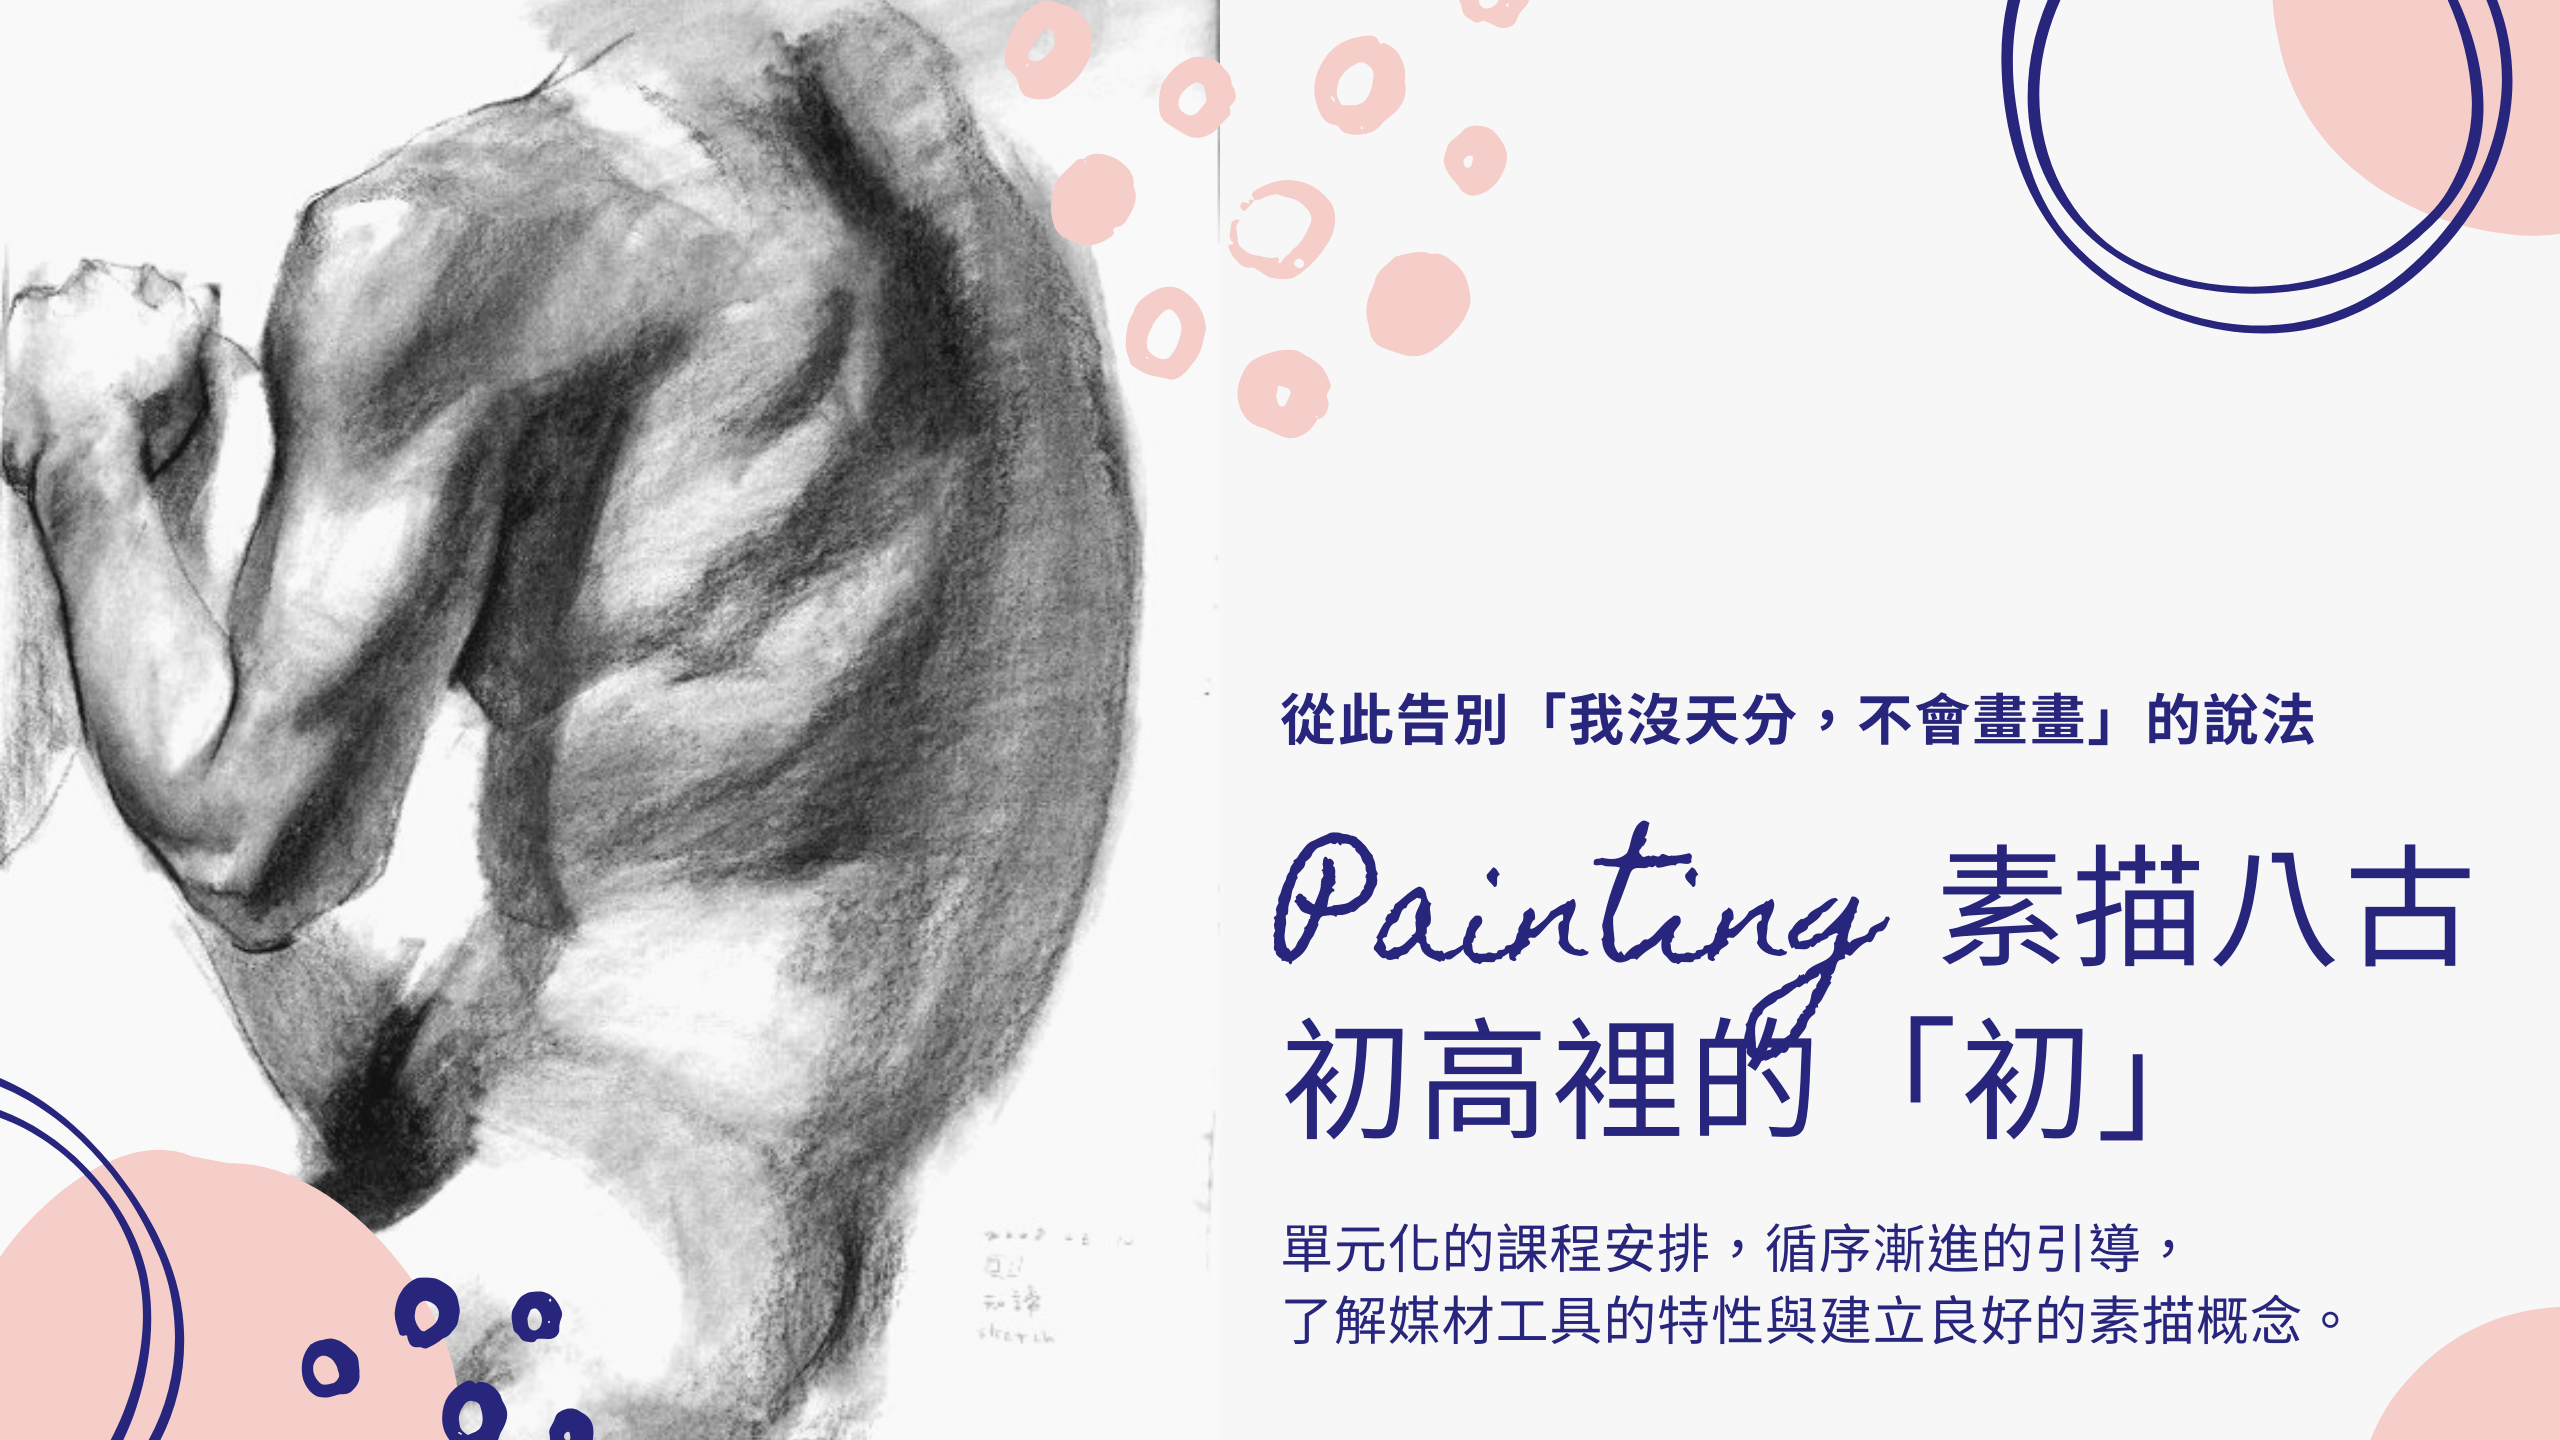 從此告別「我沒天分，不會畫畫」的說法
Painting 素描八古
初高裡的「初」
單元化的課程安排，循序漸進的引導，
了解媒材工具的特性與建立良好的素描概念。
sketch